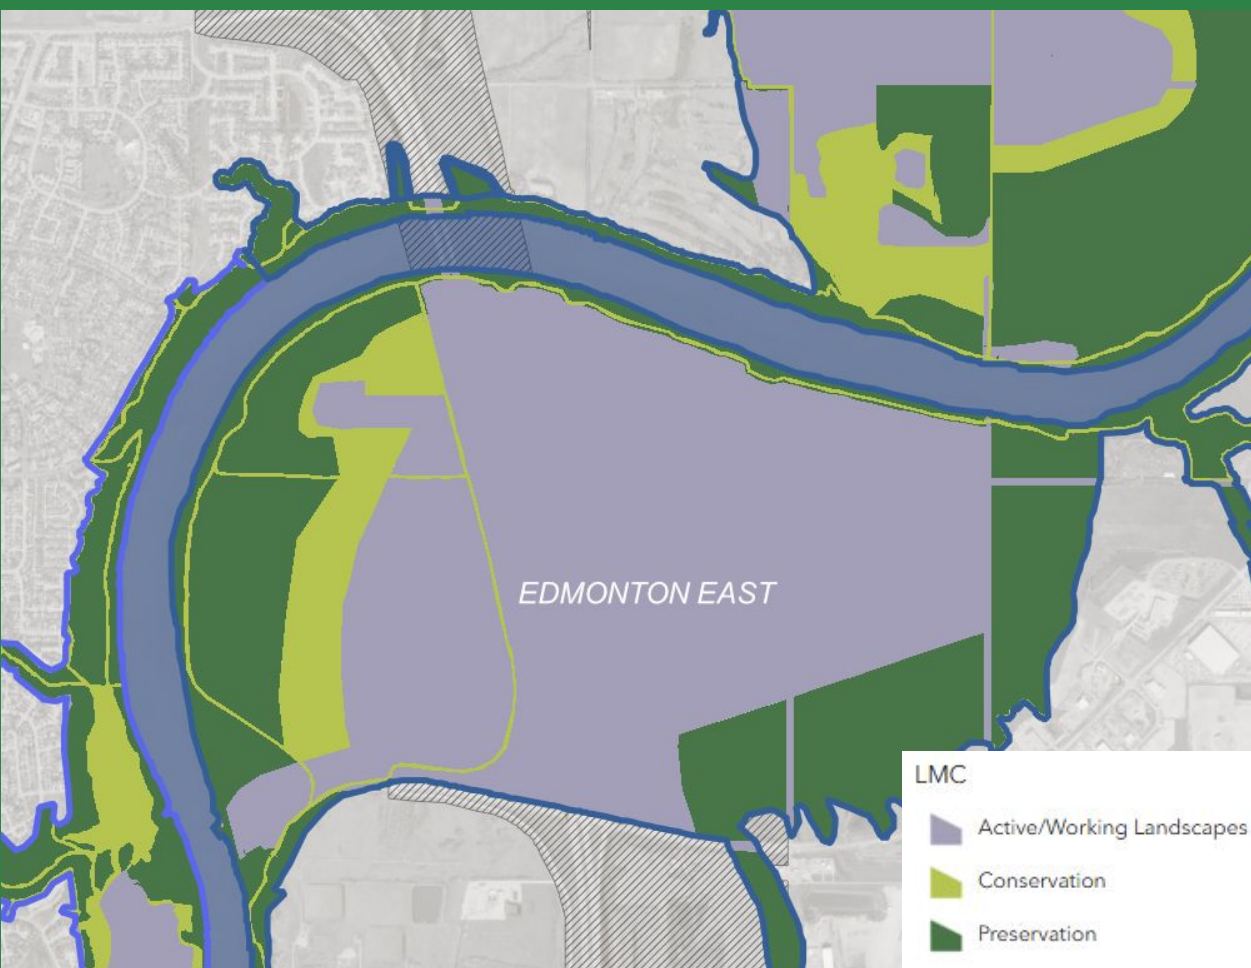 EDMONTON EAST
LMC
Active/Working Landscapes
Conservation
Preservation